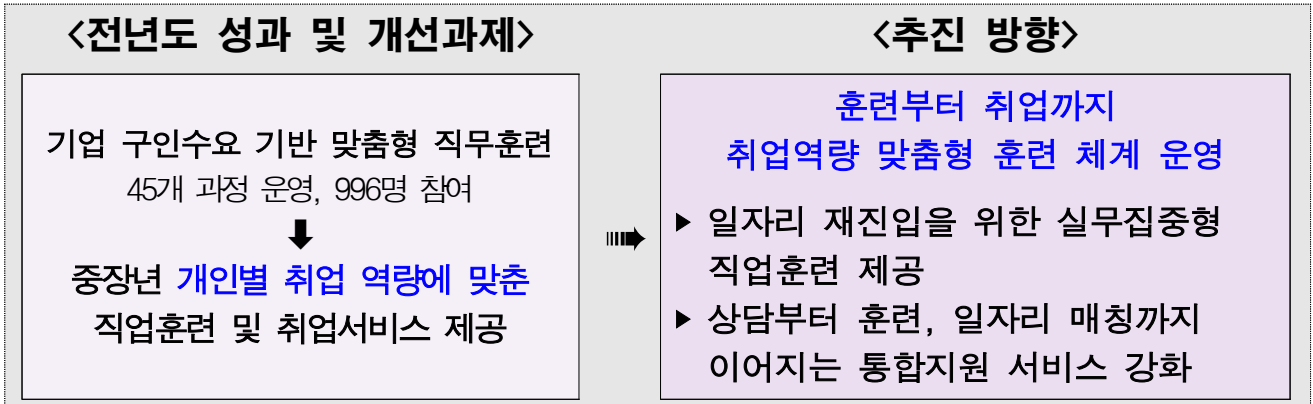 <전년도 성과 및 개선과제>
기업 구인수요 기반 맞춤형 직무훈련
45개 과정 운영, 996명 참여
중장년 개인별 취업 역량에 맞춘
직업훈련 및 취업서비스 제공
<추진 방향>
훈련부터 취업까지
취업역량 맞춤형 훈련 체계 운영
▶ 일자리 재진입을 위한 실무집중형
직업훈련 제공
▶ 상담부터 훈련, 일자리 매칭까지
이어지는 통합지원 서비스 강화